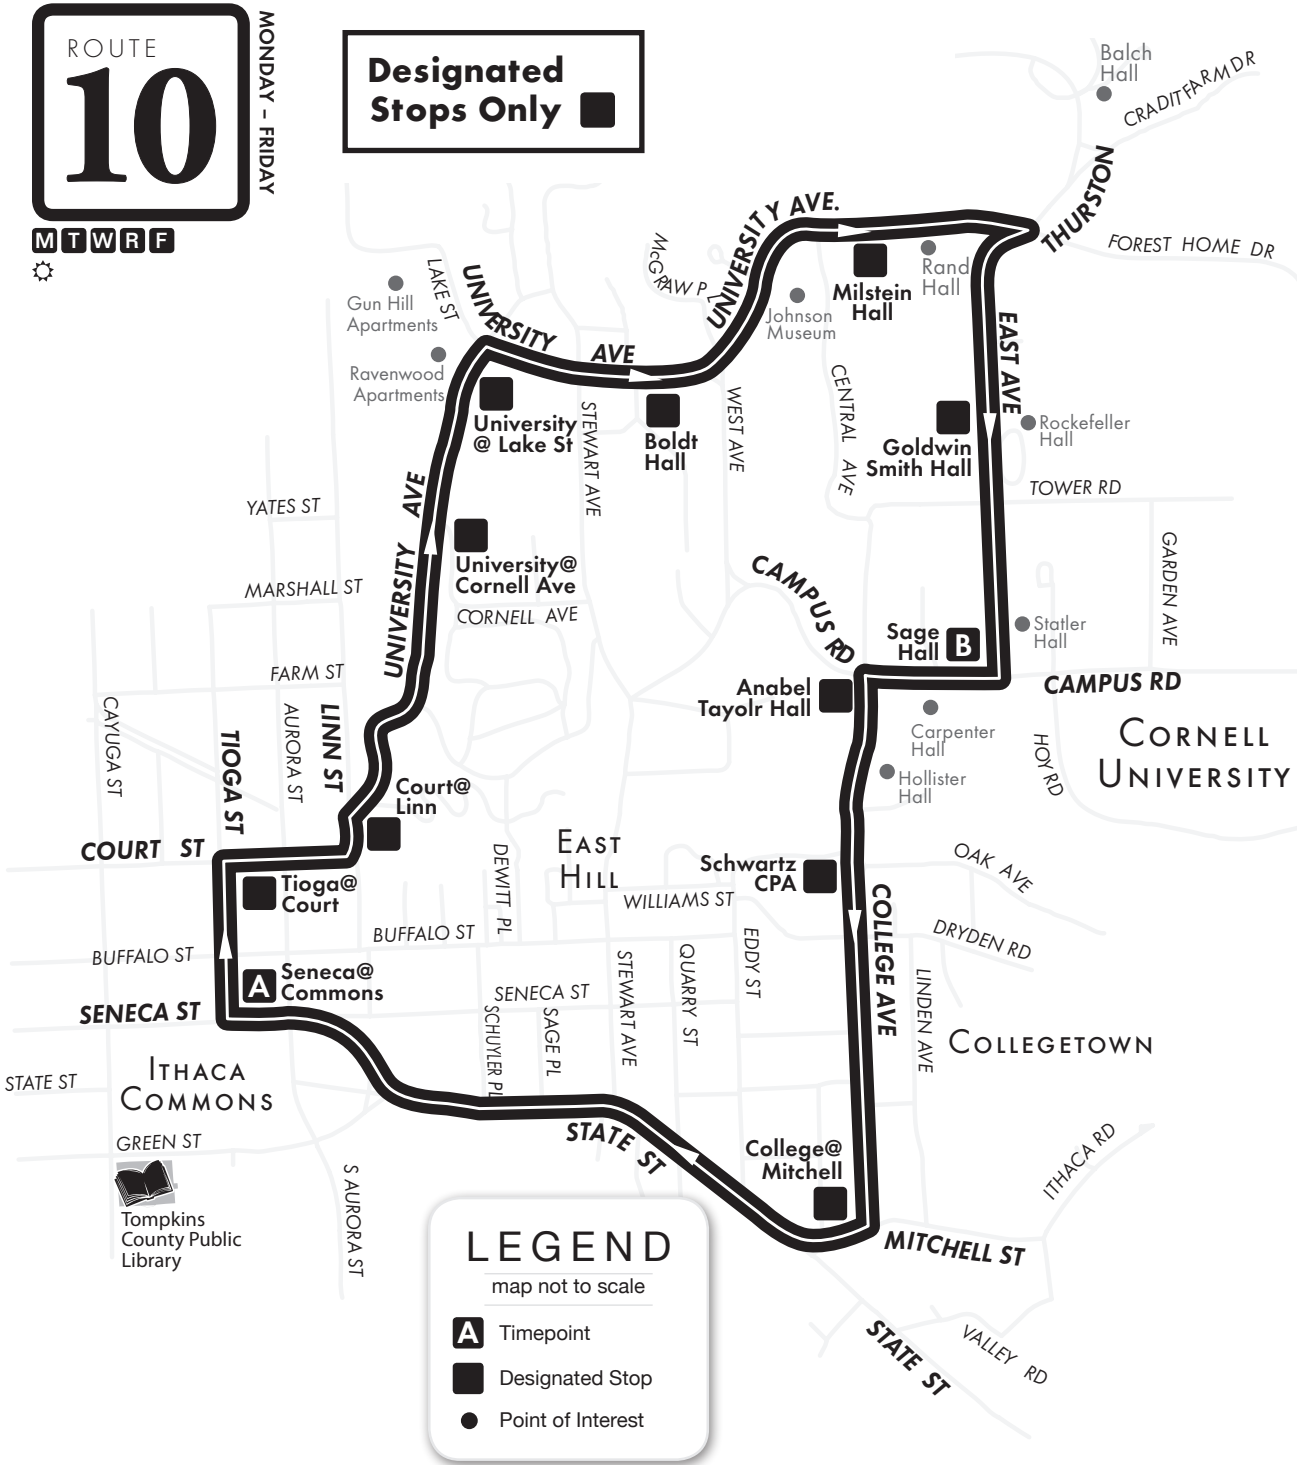 ROUTE
10
MONDAY – FRIDAY
M T W R F
Designated
Stops Only
Balch
Hall
CRADIT FARM DR
THURSTON
FOREST HOME DR
UNIVERSITY AVE.
McGRAW PL
Rand
Hall
Milstein
Hall
Johnson
Museum
LAKE ST
UNIVERSITY AVE
Gun Hill
Apartments
Ravenwood
Apartments
University
@ Lake St
STEWART AVE
Boldt
Hall
WEST AVE
CENTRAL AVE
EAST AVE
Goldwin
Smith Hall
Rockefeller
Hall
TOWER RD
GARDEN AVE
YATES ST
UNIVERSITY AVE
University@
Cornell Ave
CORNELL AVE
MARSHALL ST
CAMPUS RD
Sage
Hall
B
Statler
Hall
FARM ST
Anabel
Tayolr Hall
CAMPUS RD
CORNELL
UNIVERSITY
Carpenter
Hall
Hollister
Hall
HOY RD
CAYUGA ST
TIOGA ST
AURORA ST
LINN ST
Court@
Linn
COURT ST
Tioga@
Court
EAST
HILL
DEWITT PL
Schwartz
CPA
WILLIAMS ST
OAK AVE
COLLEGE AVE
DRYDEN RD
BUFFALO ST
BUFFALO ST
A
Seneca@
Commons
SENECA ST
SENECA ST
SCHUYLER PL
SAGE PL
STEWART AVE
QUARRY ST
EDDY ST
LINDEN AVE
COLLEGETOWN
ITHACA
COMMONS
STATE ST
GREEN ST
Tompkins
County Public
Library
S AURORA ST
STATE ST
College@
Mitchell
ITHACA RD
MITCHELL ST
STATE ST
VALLEY RD
LEGEND
map not to scale
A Timepoint
Designated Stop
Point of Interest